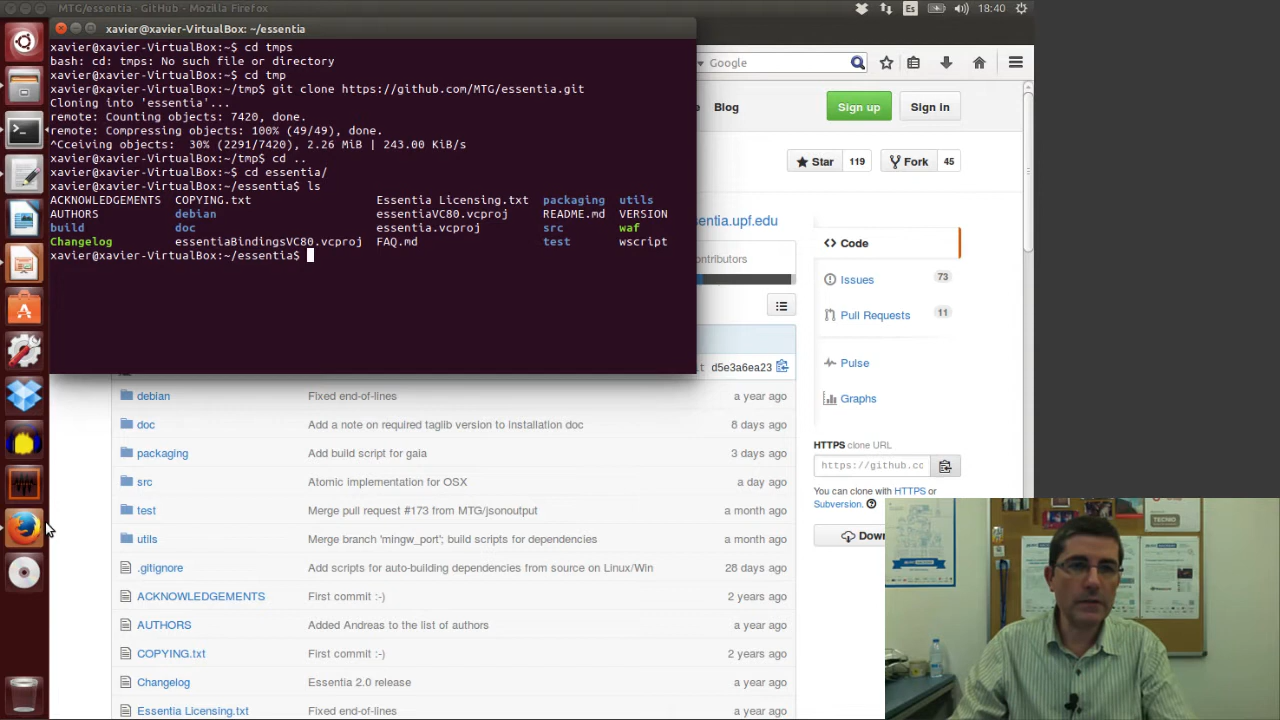 MTG/essentia - GitHub - Mozilla Firefox
Es
18:40
xavier@xavier-VirtualBox: ~/essentia
xavier@xavier-VirtualBox:~$ cd tmps
bash: cd: tmps: No such file or directory
xavier@xavier-VirtualBox:~$ cd tmp
xavier@xavier-VirtualBox:~/tmp$ git clone https://github.com/MTG/essentia.git
Cloning into 'essentia'...
remote: Counting objects: 7420, done.
remote: Compressing objects: 100% (49/49), done.
^Cceiving objects:  30% (2291/7420), 2.26 MiB | 243.00 KiB/s
xavier@xavier-VirtualBox:~/tmp$ cd ..
xavier@xavier-VirtualBox:~$ cd essentia/
xavier@xavier-VirtualBox:~/essentia$ ls
ACKNOWLEDGEMENTS COPYING.txt Essentia Licensing.txt packaging utils
AUTHORS debian essentiaVC80.vcproj README.md VERSION
build doc essentia.vcproj src waf
Changelog essentiaBindingsVC80.vcproj FAQ.md test wscript
xavier@xavier-VirtualBox:~/essentia$
Google
Blog
Sign up
Sign in
Star 119
Fork 45
sentia.upf.edu
ontributors
d5e3a6ea23
debian Fixed end-of-lines a year ago
doc Add a note on required taglib version to installation doc 8 days ago
packaging Add build script for gaia 3 days ago
src Atomic implementation for OSX a day ago
test Merge pull request #173 from MTG/jsonoutput a month ago
utils Merge branch 'mingw_port'; build scripts for dependencies a month ago
.gitignore Add scripts for auto-building dependencies from source on Linux/Win 28 days ago
ACKNOWLEDGEMENTS First commit :-) 2 years ago
AUTHORS Added Andreas to the list of authors a year ago
COPYING.txt First commit :-) 2 years ago
Changelog Essentia 2.0 release a year ago
Essentia Licensing.txt First commit :-) 2 years ago
<> Code
Issues 73
Pull Requests 11
Pulse
Graphs
HTTPS clone URL
https://github.cc
You can clone with HTTPS or
Subversion.
Dow
TECNIO